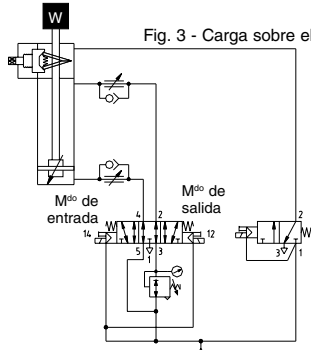 W
Fig. 3 - Carga sobre el
Mdo de entrada
Mdo de salida
4 2
14 12
5 3
1
2
3 1